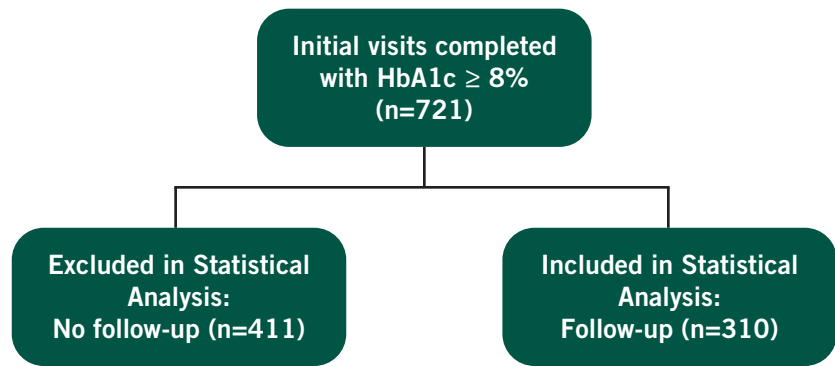 Initial visits completed
with HbA1c ≥ 8%
(n=721)
Excluded in Statistical
Analysis:
No follow-up (n=411)
Included in Statistical
Analysis:
Follow-up (n=310)